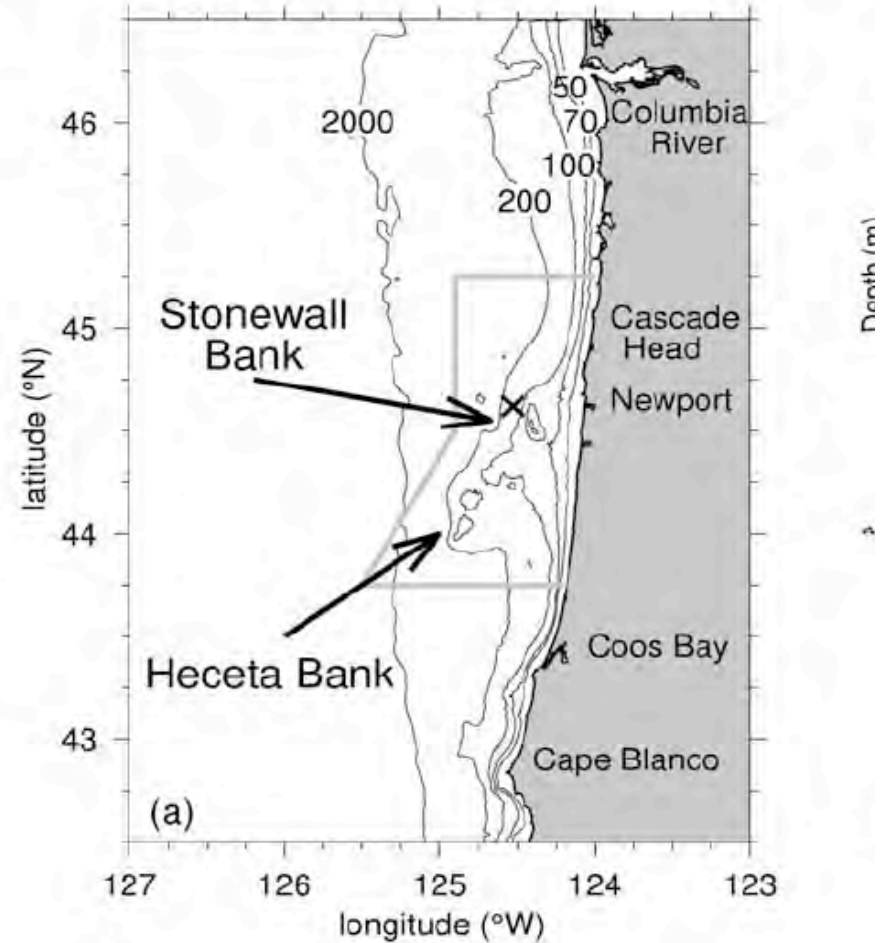 50
2000
46
70
Columbia
River
100
200
Stonewall
Bank
45
Cascade
Head
Newport
latitude (°N)
44
Heceta Bank
Coos Bay
43
Cape Blanco
(a)
127
126
125
124
123
longitude (°W)
Depth (m)